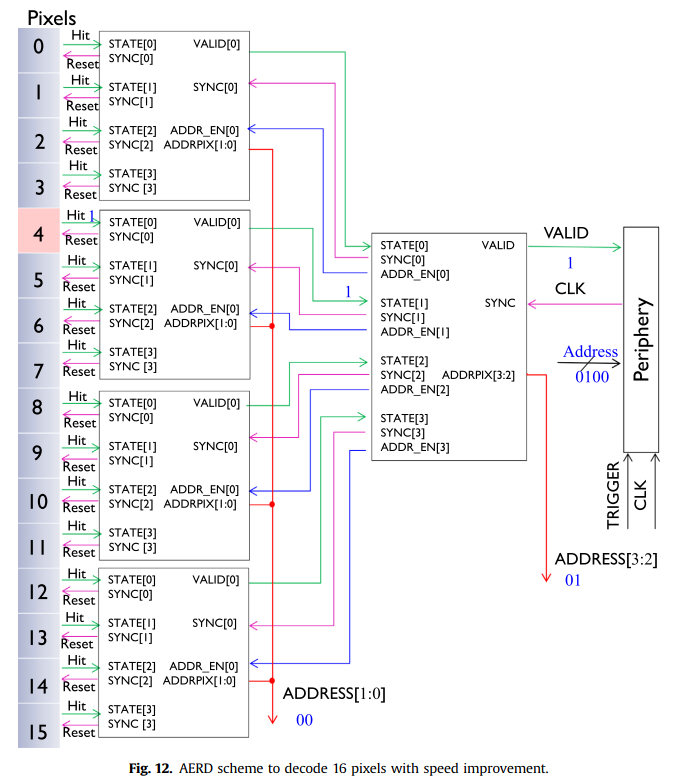 Pixels
0
Hit
Reset
STATE[0]
SYNC[0]
VALID[0]
1
Hit
Reset
STATE[1]
SYNC[1]
SYNC[0]
2
Hit
Reset
STATE[2]
SYNC[2]
ADDR_EN[0]
ADDRPIX[1:0]
3
Hit
Reset
STATE[3]
SYNC [3]
4
Hit 1
Reset
STATE[0]
SYNC[0]
VALID[0]
5
Hit
Reset
STATE[1]
SYNC[1]
SYNC[0]
6
Hit
Reset
STATE[2]
SYNC[2]
ADDR_EN[0]
ADDRPIX[1:0]
7
Hit
Reset
STATE[3]
SYNC [3]
8
Hit
Reset
STATE[0]
SYNC[0]
VALID[0]
9
Hit
Reset
STATE[1]
SYNC[1]
SYNC[0]
10
Hit
Reset
STATE[2]
SYNC[2]
ADDR_EN[0]
ADDRPIX[1:0]
11
Hit
Reset
STATE[3]
SYNC [3]
12
Hit
Reset
STATE[0]
SYNC[0]
VALID[0]
13
Hit
Reset
STATE[1]
SYNC[1]
SYNC[0]
14
Hit
Reset
STATE[2]
SYNC[2]
ADDR_EN[0]
ADDRPIX[1:0]
15
Hit
Reset
STATE[3]
SYNC [3]
1
STATE[0]
SYNC[0]
ADDR_EN[0]
STATE[1]
SYNC[1]
ADDR_EN[1]
STATE[2]
SYNC[2]
ADDR_EN[2]
STATE[3]
SYNC[3]
ADDR_EN[3]
VALID
SYNC
ADDRPIX[3:2]
VALID
1
CLK
Address
0100
Periphery
TRIGGER
CLK
ADDRESS[3:2]
01
ADDRESS[1:0]
00
Fig. 12. AERD scheme to decode 16 pixels with speed improvement.